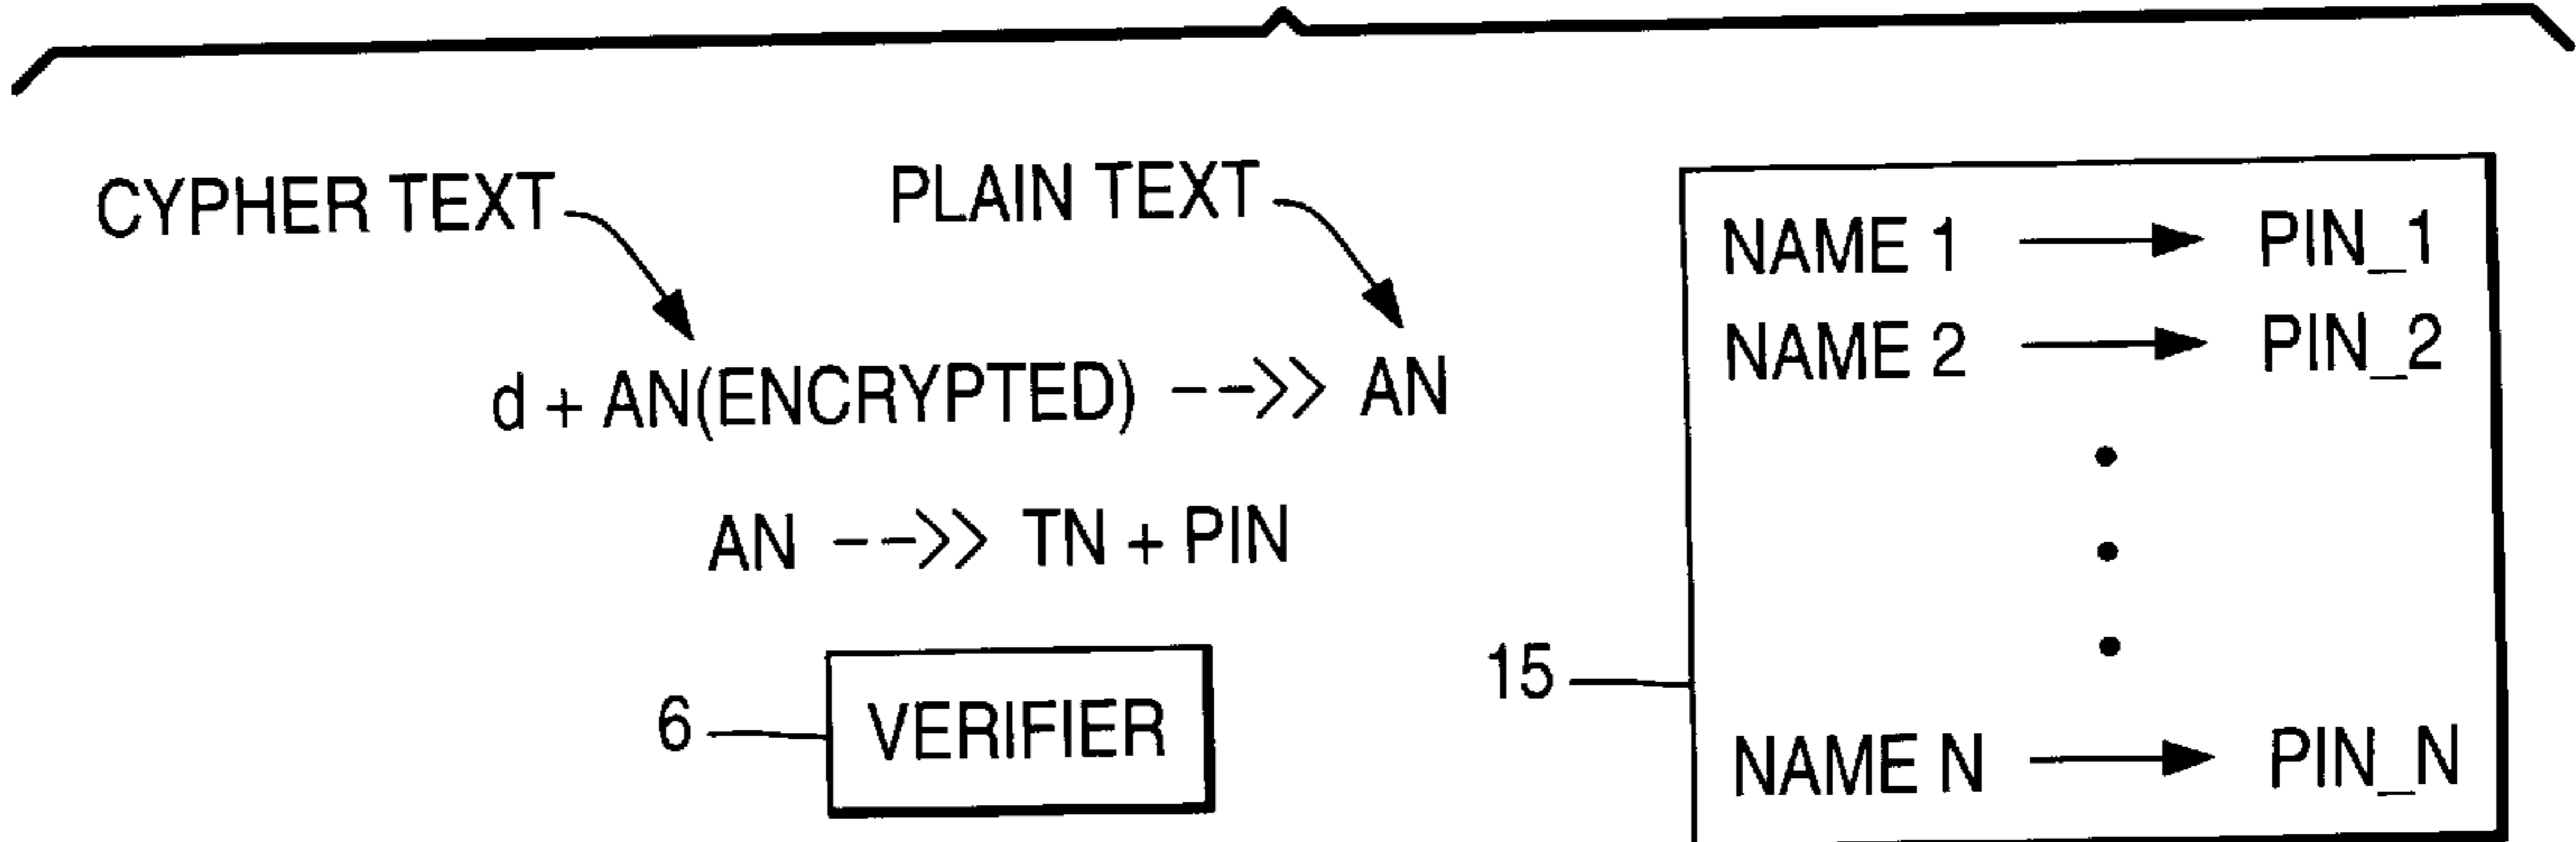 CYPHER TEXT
PLAIN TEXT
d + AN(ENCRYPTED) -->> AN
AN -->> TN + PIN
6
VERIFIER
15
NAME 1 → PIN_1
NAME 2 → PIN_2
NAME N → PIN_N